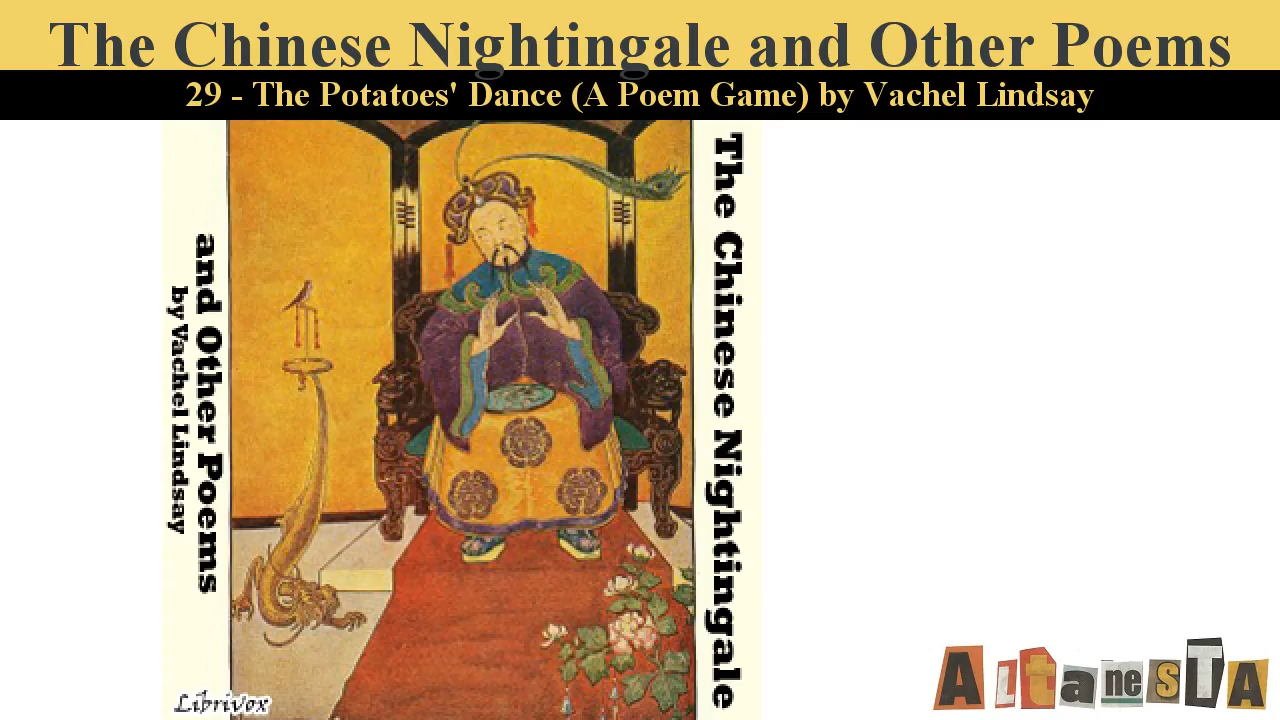 The Chinese Nightingale and Other Poems
29 - The Potatoes' Dance (A Poem Game) by Vachel Lindsay
The Chinese Nightingale
and Other Poems
by Vachel Lindsay
Librivox
AltanesTA